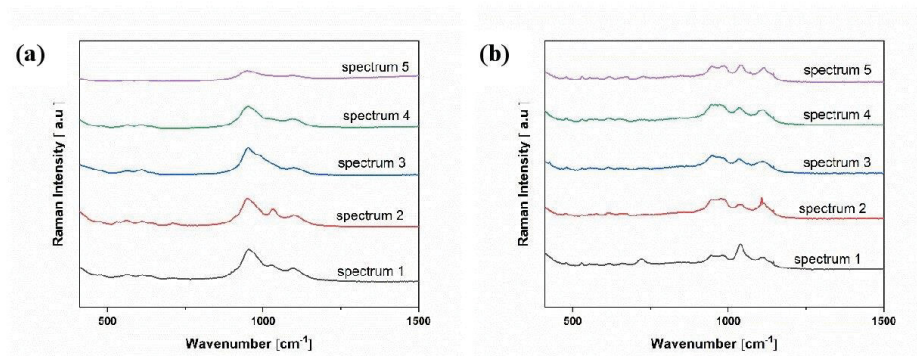 (a)
spectrum 5
spectrum 4
spectrum 3
spectrum 2
spectrum 1
Raman Intensity [ a.u ]
500
1000
1500
Wavenumber [cm-1]
(b)
spectrum 5
spectrum 4
spectrum 3
spectrum 2
spectrum 1
Raman Intensity [ a.u ]
500
1000
1500
Wavenumber [cm-1]